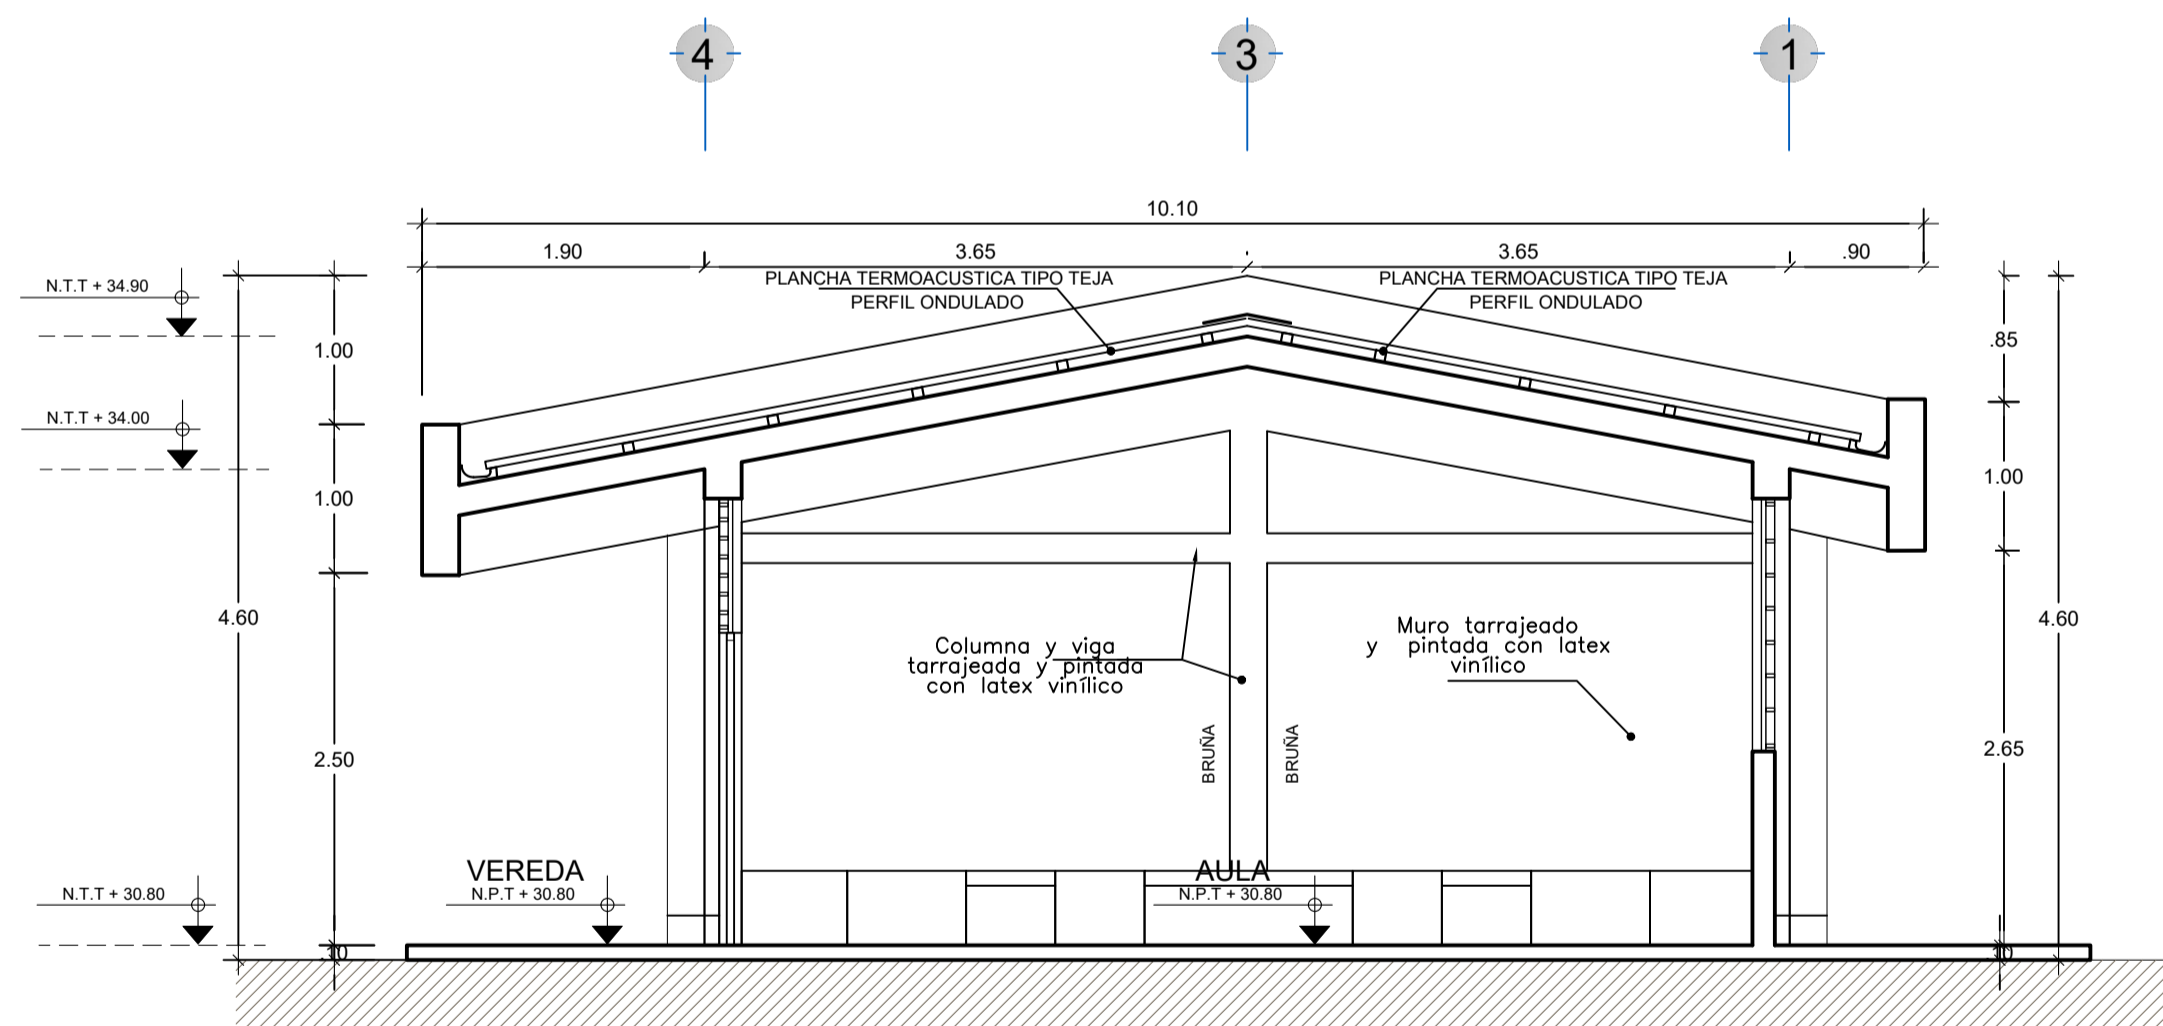 4
3
1
10.10
1.90
3.65
3.65
.90
PLANCHA TERMOACUSTICA TIPO TEJA
PERFIL ONDULADO
PLANCHA TERMOACUSTICA TIPO TEJA
PERFIL ONDULADO
N.T.T + 34.90
1.00
.85
N.T.T + 34.00
1.00
1.00
4.60
4.60
Columna y viga
tarrajeada y pintada
con latex vinílico
Muro tarrajeado
y pintada con latex
vinílico
BRUÑA
BRUÑA
2.50
2.65
VEREDA
N.P.T + 30.80
AULA
N.P.T + 30.80
N.T.T + 30.80